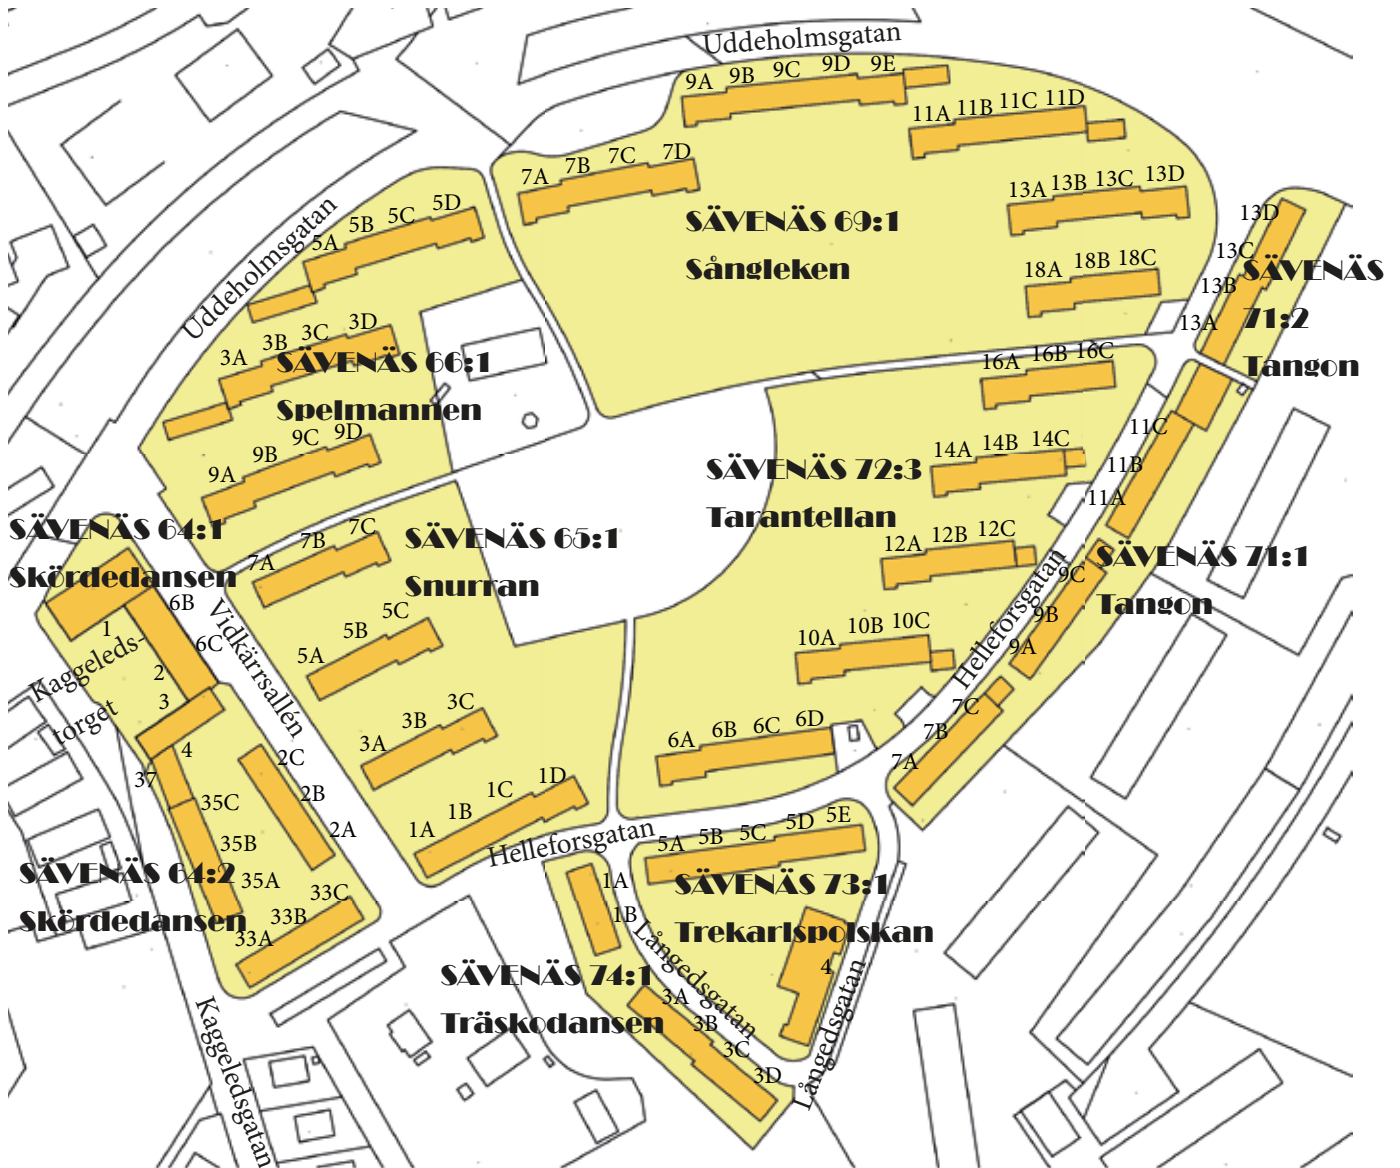 Uddeholmsgatan
9A 9B 9C 9D 9E
11A 11B 11C 11D
7A 7B 7C 7D
13A 13B 13C 13D
SÄVENÄS 69:1
Sångleken
18A 18B 18C
13D
13C
13B
13A
SÄVENÄS
71:2
Tangon
Uddeholmsgatan
5A 5B 5C 5D
3A 3B 3C 3D
SÄVENÄS 66:1
Spelmannen
9A 9B 9C 9D
16A 16B 16C
SÄVENÄS 72:3
Tarantellan
14A 14B 14C
11C
11B
11A
12A 12B 12C
SÄVENÄS 64:1
Skördedansen
7A 7B 7C
SÄVENÄS 65:1
Snurran
SÄVENÄS 71:1
Tangon
9C
9B
9A
Helleforsgatan
6B
6C
1
2
3
4
Kaggeleds-
torget
Vidkärrsallén
5A 5B 5C
10A 10B 10C
3A 3B 3C
6A 6B 6C 6D
7C
7B
7A
37
35C
35B
35A
2C
2B
2A
1A 1B 1C 1D
Helleforsgatan
5A 5B 5C 5D 5E
SÄVENÄS 64:2
Skördedansen
33A 33B 33C
1A
1B
SÄVENÄS 73:1
Trekarlspolskan
4
Långedsgatan
Långedsgatan
SÄVENÄS 74:1
Träskodansen
3A
3B
3C
3D
Kaggeledsgatan